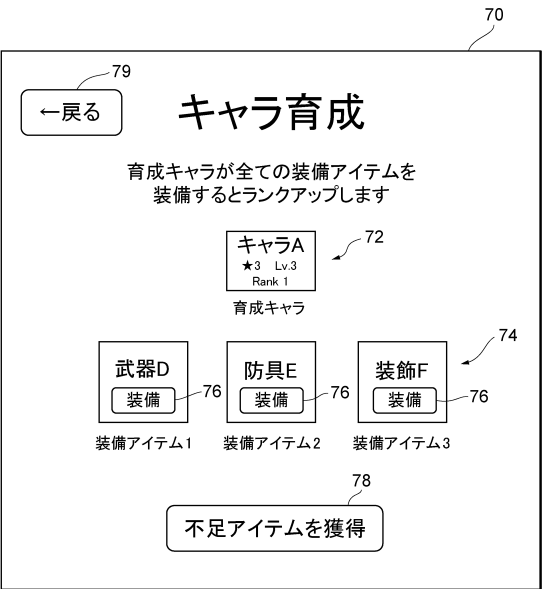 70
79
←戻る
キャラ育成
育成キャラが全ての装備アイテムを
装備するとランクアップします
キャラA
★3 Lv.3
Rank 1
72
育成キャラ
74
武器D
装備
76
装備アイテム1
防具E
装備
76
装備アイテム2
装飾F
装備
76
装備アイテム3
78
不足アイテムを獲得